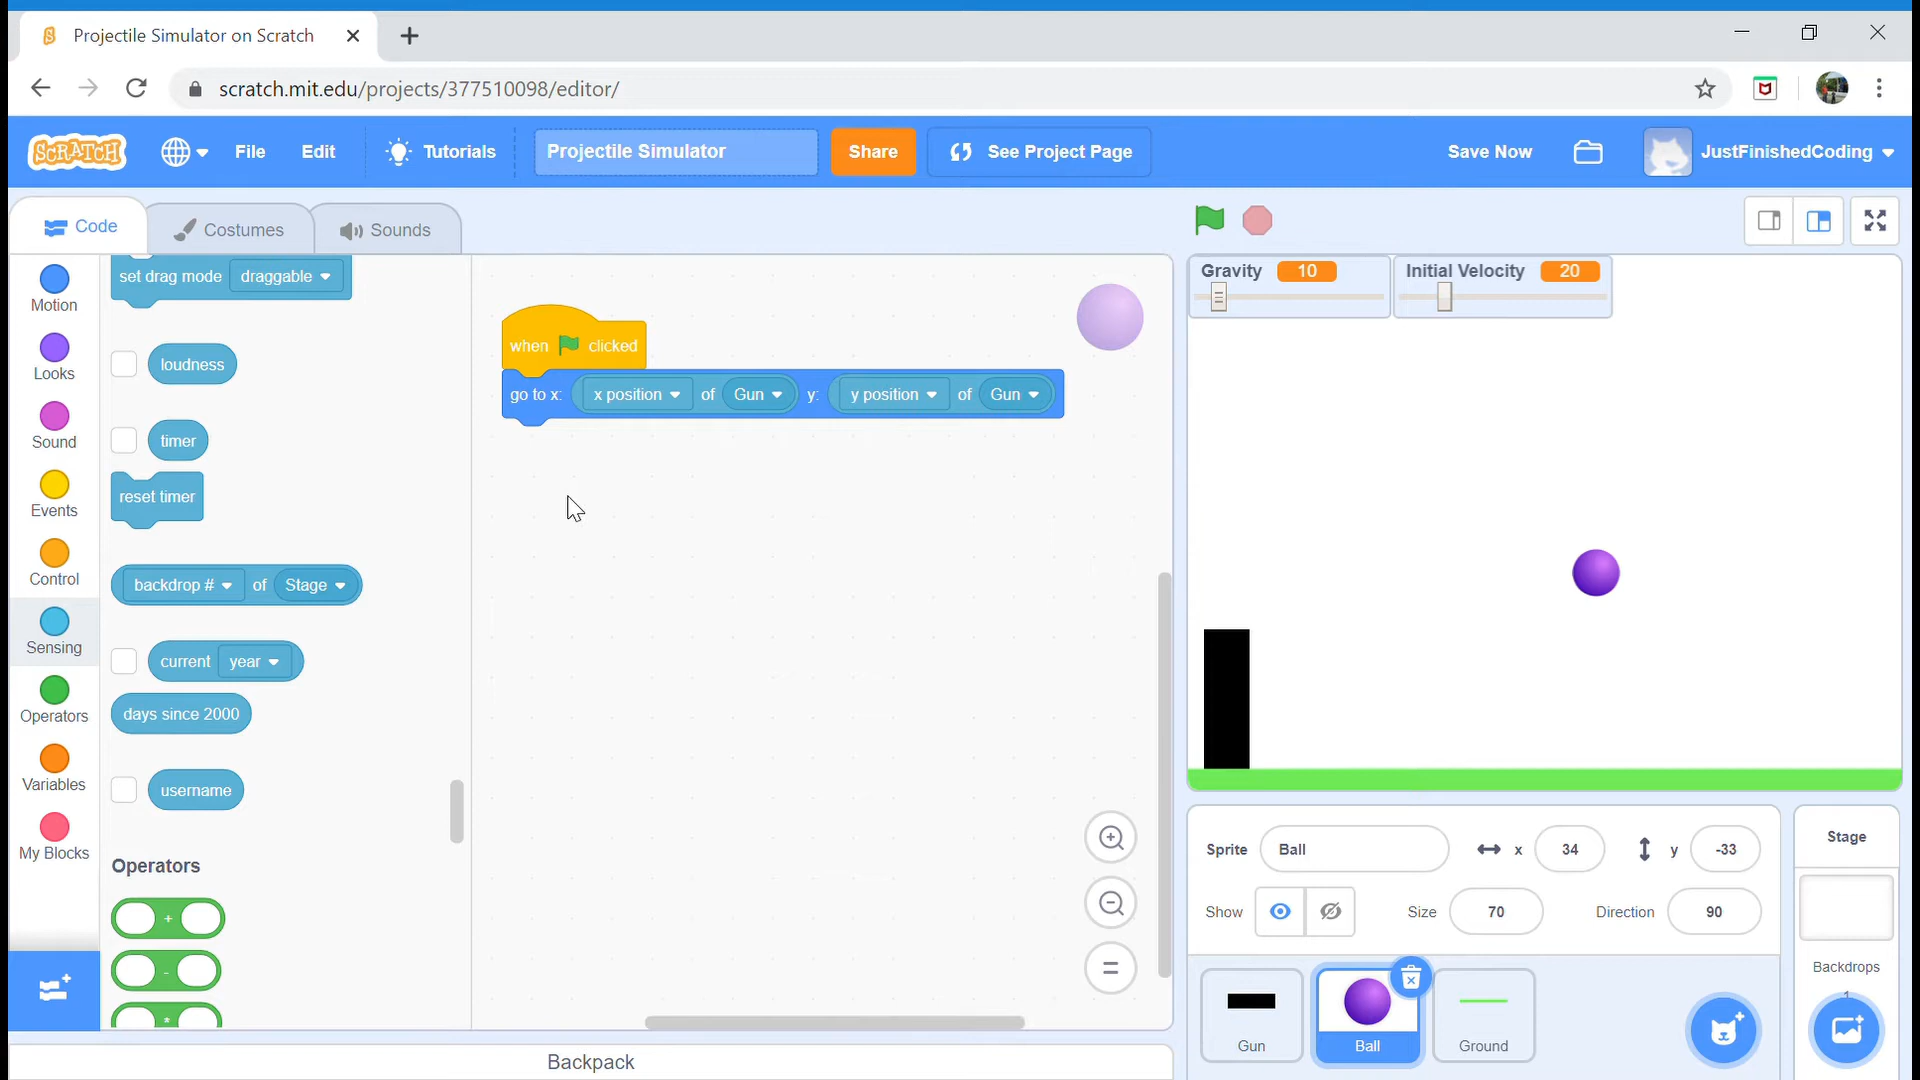 Projectile Simulator on Scratch
scratch.mit.edu/projects/377510098/editor/
SCRATCH
File
Edit
Tutorials
Projectile Simulator
Share
See Project Page
Save Now
JustFinishedCoding
Code
Costumes
Sounds
Motion
Looks
Sound
Events
Control
Sensing
Operators
Variables
My Blocks
set drag mode draggable
loudness
timer
reset timer
backdrop # of Stage
current year
days since 2000
username
Operators
+
-
*
when clicked
go to x: x position of Gun y: y position of Gun
Backpack
Gravity 10
Initial Velocity 20
Sprite Ball x 34 y -33
Show Size 70 Direction 90
Gun
Ball
Ground
Stage
Backdrops
1